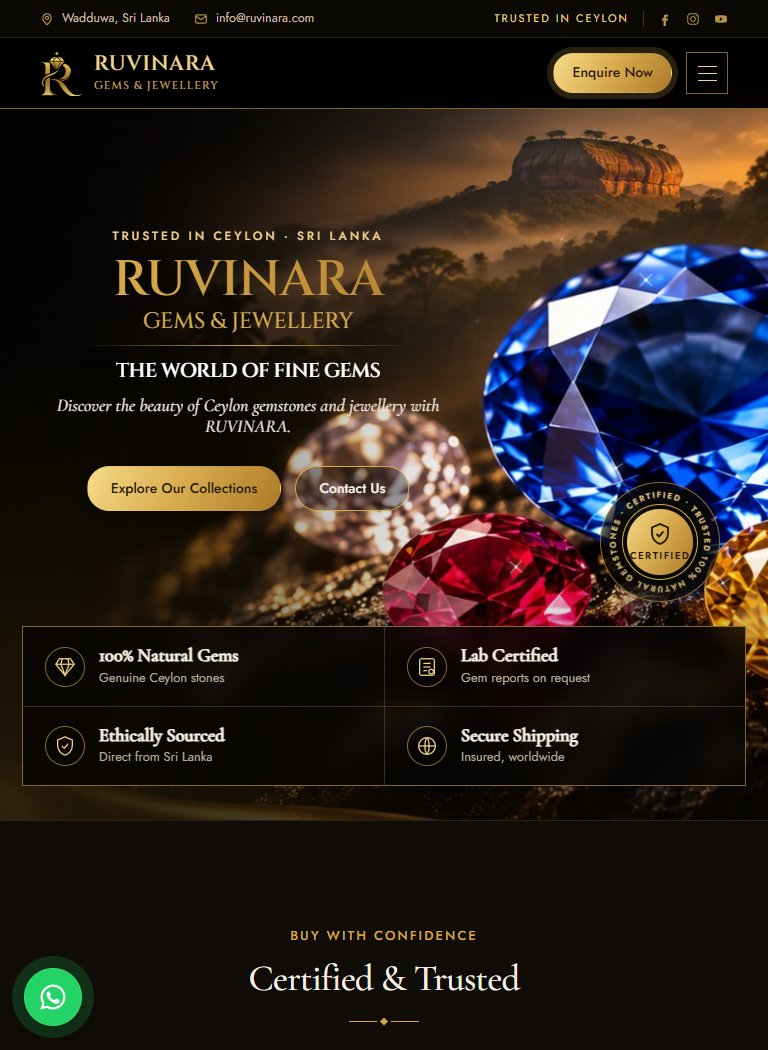 Wadduwa, Sri Lanka
info@ruvinara.com
TRUSTED IN CEYLON
RUVINARA
GEMS & JEWELLERY
Enquire Now
TRUSTED IN CEYLON · SRI LANKA
RUVINARA
GEMS & JEWELLERY
THE WORLD OF FINE GEMS
Discover the beauty of Ceylon gemstones and jewellery with
RUVINARA.
Explore Our Collections
Contact Us
CERTIFIED · TRUSTED
100% NATURAL GEMSTONES ·
CERTIFIED
100% Natural Gems
Genuine Ceylon stones
Lab Certified
Gem reports on request
Ethically Sourced
Direct from Sri Lanka
Secure Shipping
Insured, worldwide
BUY WITH CONFIDENCE
Certified & Trusted